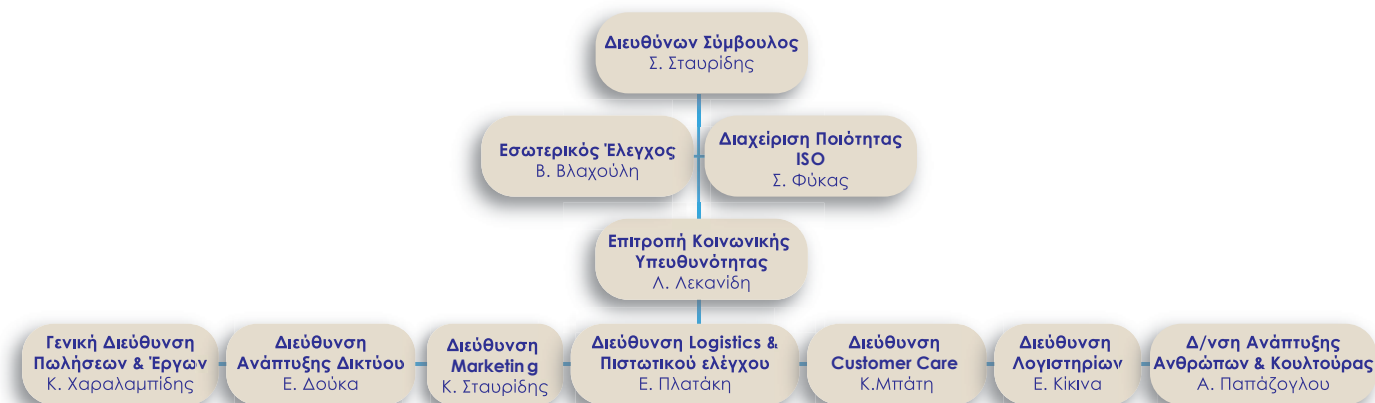 Διευθύνων Σύμβουλος
Σ. Σταυρίδης
Εσωτερικός Έλεγχος
Β. Βλαχούλη
Διαχείριση Ποιότητας
ISO
Σ. Φύκας
Επιτροπή Κοινωνικής
Υπευθυνότητας
Λ. Λεκανίδη
Γενική Διεύθυνση
Πωλήσεων & Έργων
Κ. Χαραλαμπίδης
Διεύθυνση
Ανάπτυξης Δικτύου
Ε. Δούκα
Διεύθυνση
Marketin g
Κ. Σταυρίδης
Διεύθυνση Logistics &
Πιστωτικού ελέγχου
Ε. Πλατάκη
Διεύθυνση
Customer Care
Κ.Μπάτη
Διεύθυνση
Λογιστηρίων
Ε. Κίκινα
Δ/νση Ανάπτυξης
Ανθρώπων & Κουλτούρας
Α. Παπάζογλου